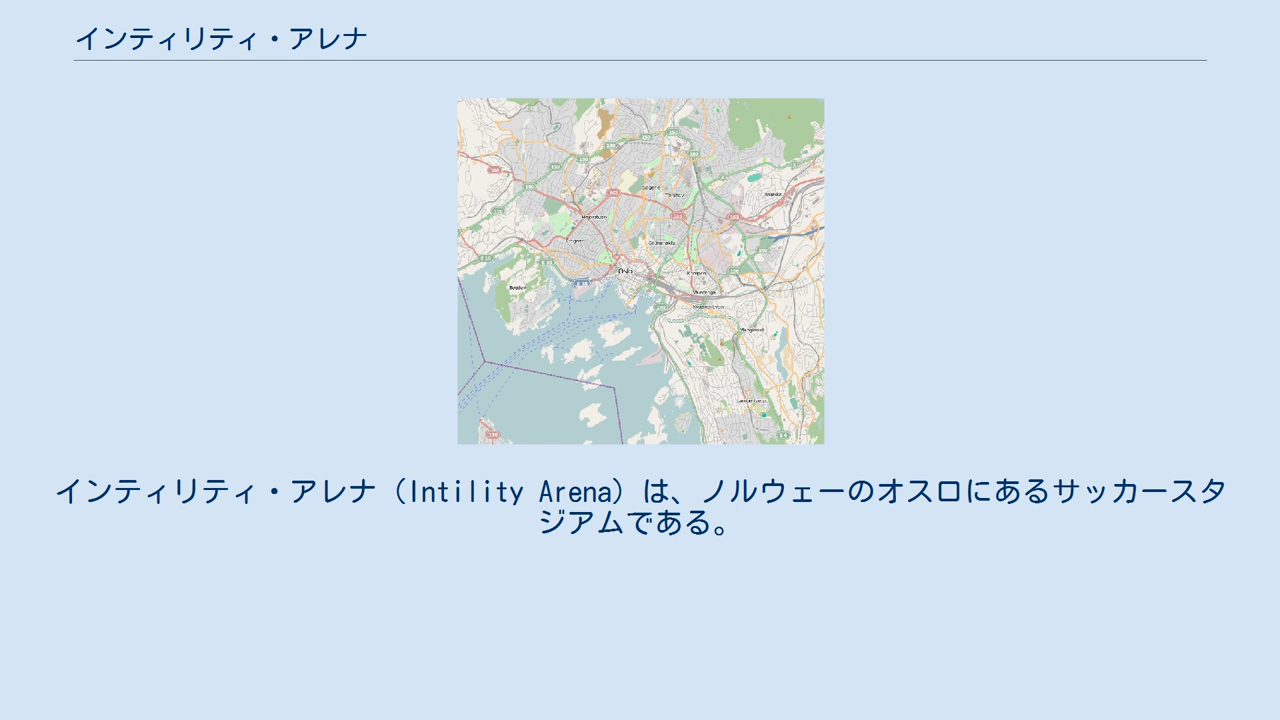 インティリティ・アレナ
Oslo
インティリティ・アレナ（Intility Arena）は、ノルウェーのオスロにあるサッカースタ
ジアムである。